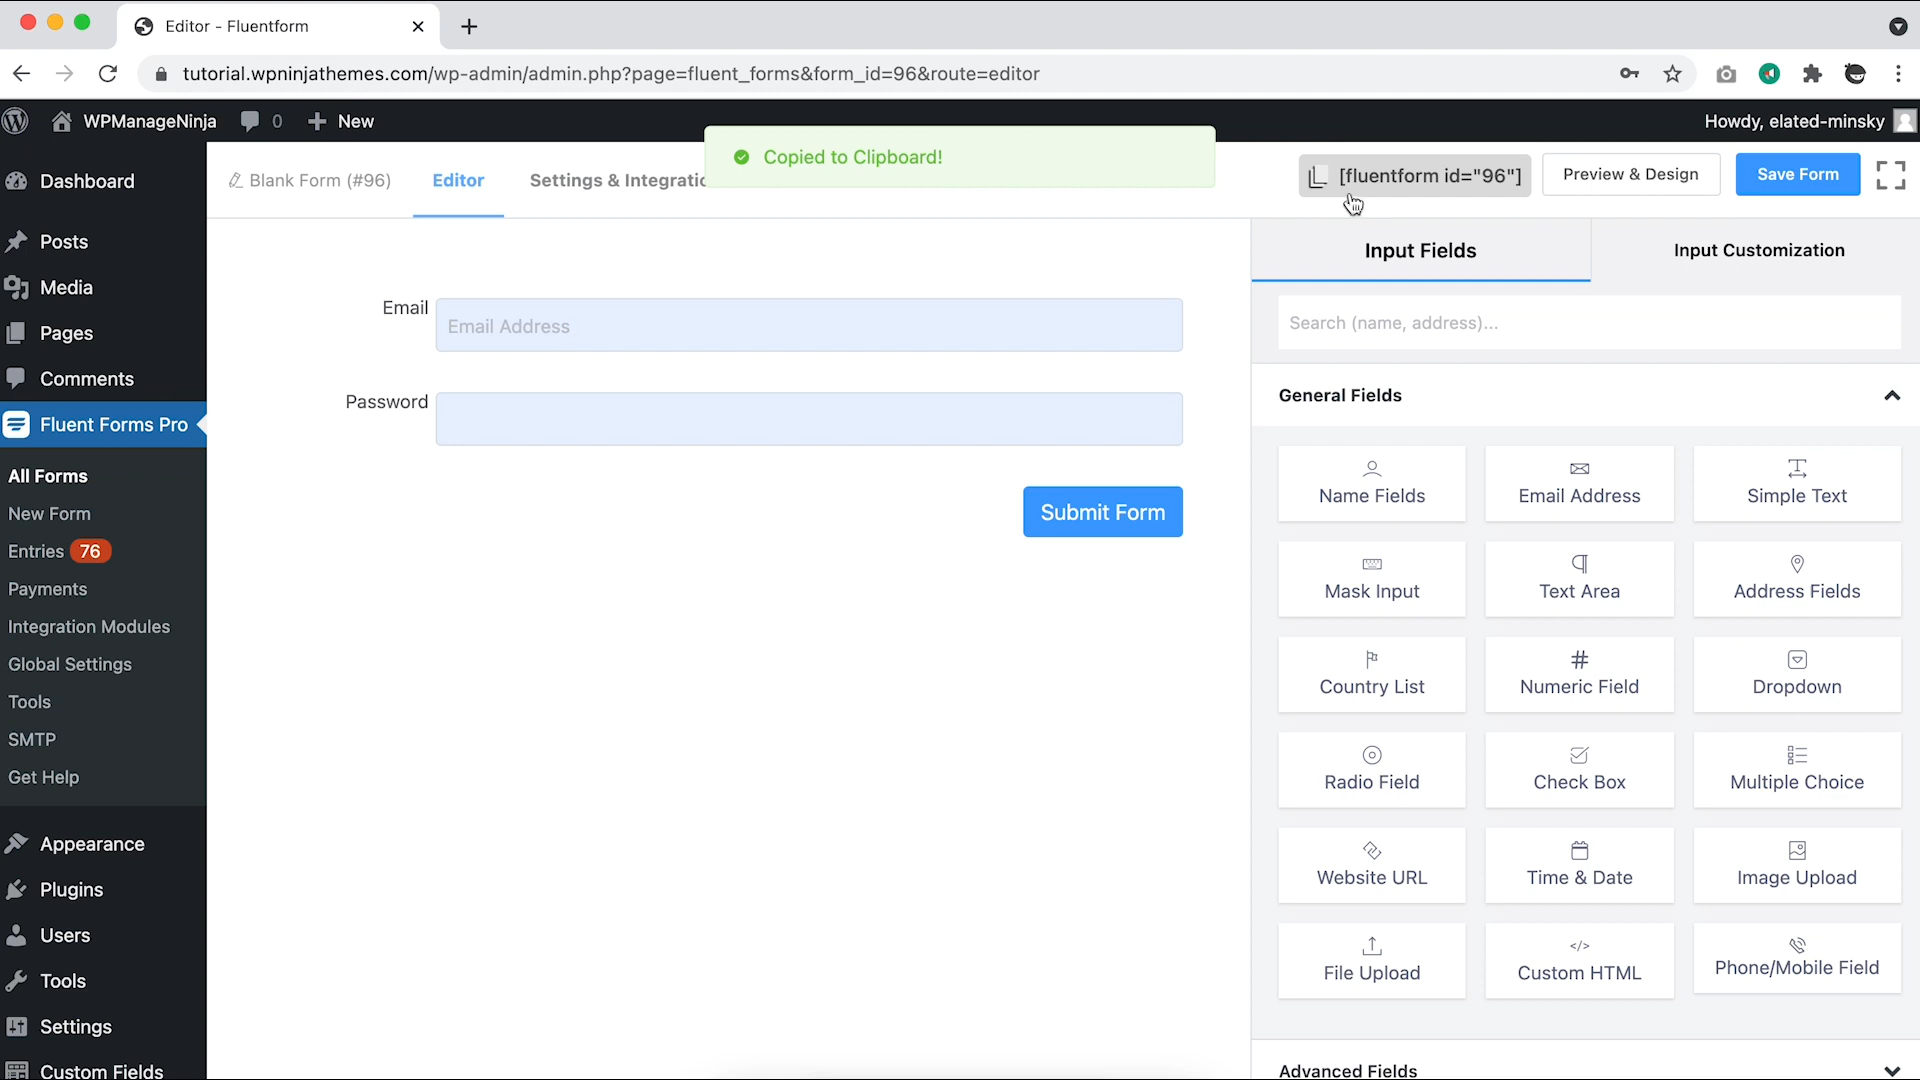 Editor - Fluentform
tutorial.wpninjathemes.com/wp-admin/admin.php?page=fluent_forms&form_id=96&route=editor
WPManageNinja 0 New
Howdy, elated-minsky
Copied to Clipboard!
Dashboard
Posts
Media
Pages
Comments
Fluent Forms Pro
All Forms
New Form
Entries 76
Payments
Integration Modules
Global Settings
Tools
SMTP
Get Help
Appearance
Plugins
Users
Tools
Settings
Custom Fields
Blank Form (#96)
Editor
Settings & Integratio
[fluentform id="96"]
Preview & Design
Save Form
Email
Email Address
Password
Submit Form
Input Fields
Input Customization
Search (name, address)...
General Fields
Name Fields
Email Address
Simple Text
Mask Input
Text Area
Address Fields
Country List
Numeric Field
Dropdown
Radio Field
Check Box
Multiple Choice
Website URL
Time & Date
Image Upload
File Upload
Custom HTML
Phone/Mobile Field
Advanced Fields